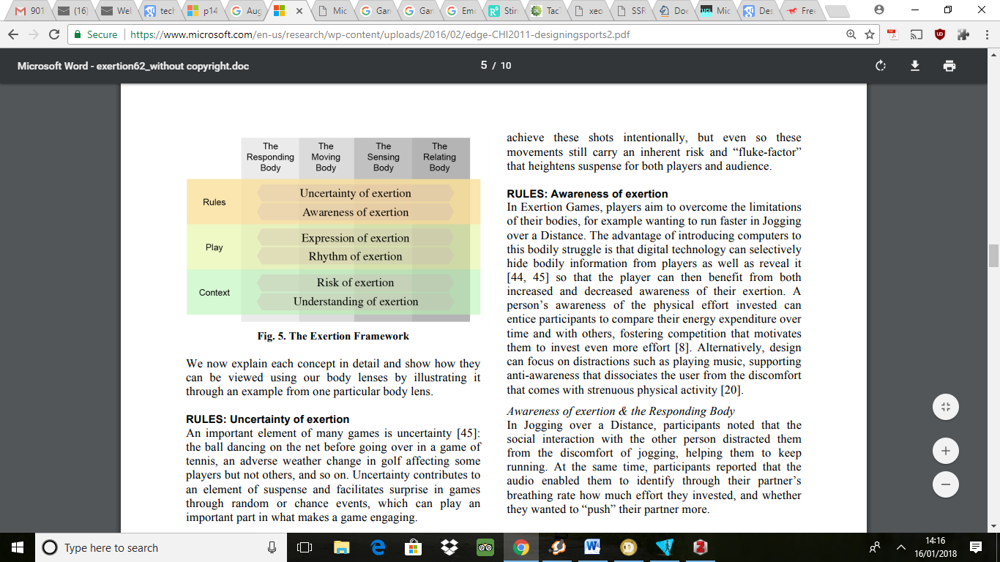 901
(16)
Wel
tech
p14
Aug
Mic
Gan
Gar
Emo
Stir
Tac
xeo
SSR
Doe
Mic
Des
Free
Secure
https://www.microsoft.com/en-us/research/wp-content/uploads/2016/02/edge-CHI2011-designingsports2.pdf
Microsoft Word - exertion62_without copyright.doc
5 / 10
The Responding Body
The Moving Body
The Sensing Body
The Relating Body
Rules
Uncertainty of exertion
Awareness of exertion
Play
Expression of exertion
Rhythm of exertion
Context
Risk of exertion
Understanding of exertion
Fig. 5. The Exertion Framework
We now explain each concept in detail and show how they
can be viewed using our body lenses by illustrating it
through an example from one particular body lens.
RULES: Uncertainty of exertion
An important element of many games is uncertainty [45]:
the ball dancing on the net before going over in a game of
tennis, an adverse weather change in golf affecting some
players but not others, and so on. Uncertainty contributes to
an element of suspense and facilitates surprise in games
through random or chance events, which can play an
important part in what makes a game engaging.
achieve these shots intentionally, but even so these
movements still carry an inherent risk and “fluke-factor”
that heightens suspense for both players and audience.
RULES: Awareness of exertion
In Exertion Games, players aim to overcome the limitations
of their bodies, for example wanting to run faster in Jogging
over a Distance. The advantage of introducing computers to
this bodily struggle is that digital technology can selectively
hide bodily information from players as well as reveal it
[44, 45] so that the player can then benefit from both
increased and decreased awareness of their exertion. A
person’s awareness of the physical effort invested can
entice participants to compare their energy expenditure over
time and with others, fostering competition that motivates
them to invest even more effort [8]. Alternatively, design
can focus on distractions such as playing music, supporting
anti-awareness that dissociates the user from the discomfort
that comes with strenuous physical activity [20].
Awareness of exertion & the Responding Body
In Jogging over a Distance, participants noted that the
social interaction with the other person distracted them
from the discomfort of jogging, helping them to keep
running. At the same time, participants reported that the
audio enabled them to identify through their partner’s
breathing rate how much effort they invested, and whether
they wanted to “push” their partner more.
Type here to search
14:16
16/01/2018